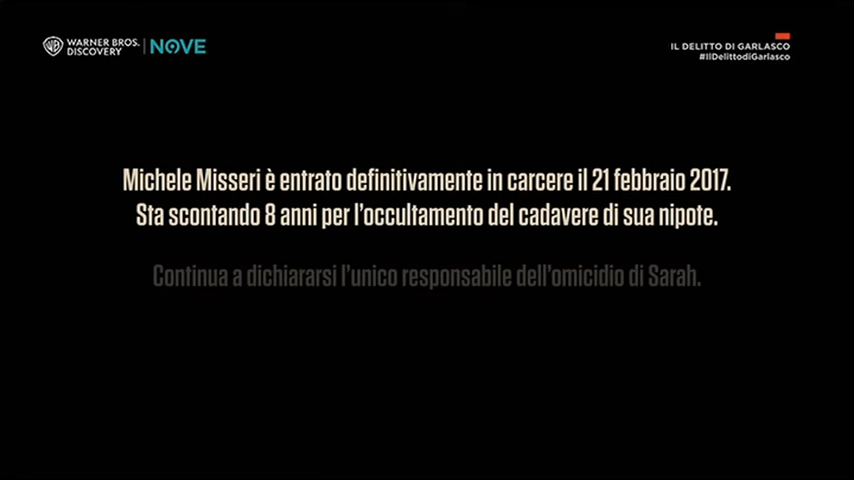 WARNER BROS.
DISCOVERY
NOVE
IL DELITTO DI GARLASCO
#IlDelittodiGarlasco
Michele Misseri è entrato definitivamente in carcere il 21 febbraio 2017.
Sta scontando 8 anni per l'occultamento del cadavere di sua nipote.
Continua a dichiararsi l'unico responsabile dell'omicidio di Sarah.